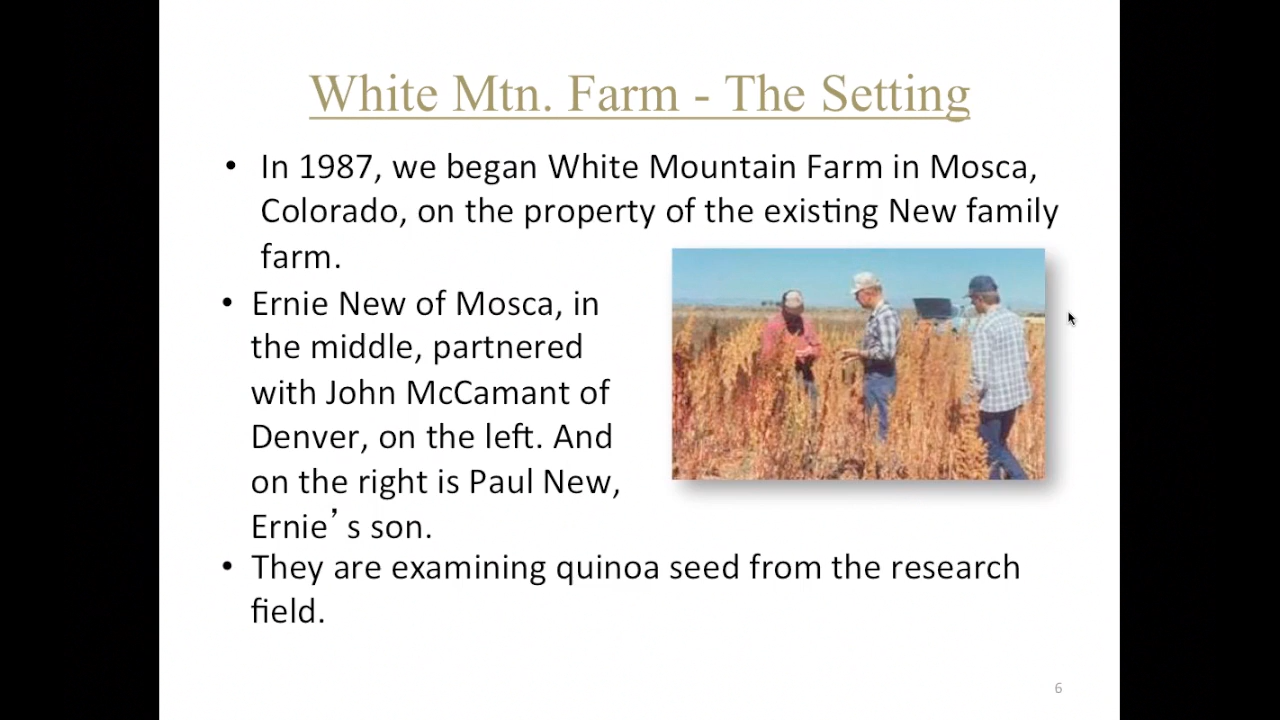 White Mtn. Farm - The Setting
• In 1987, we began White Mountain Farm in Mosca,
Colorado, on the property of the existing New family
farm.
• Ernie New of Mosca, in
the middle, partnered
with John McCamant of
Denver, on the left. And
on the right is Paul New,
Ernie’s son.
• They are examining quinoa seed from the research
field.
6